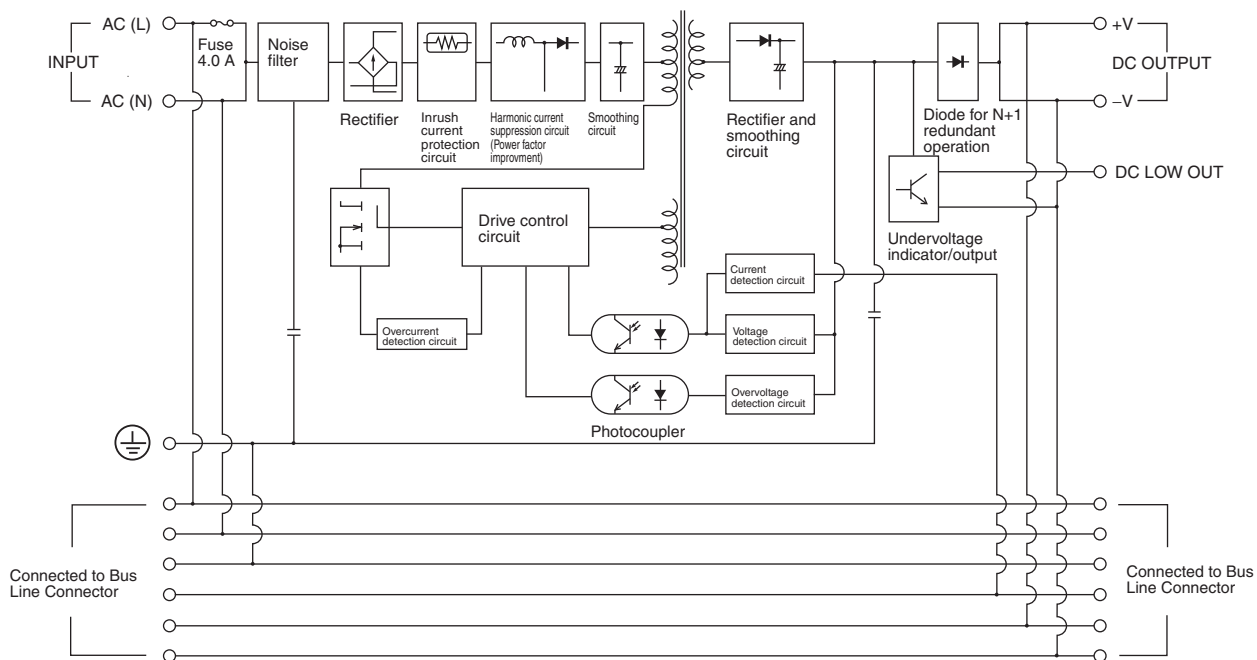 AC (L)
INPUT
AC (N)
Fuse
4.0 A
Noise
filter
Rectifier
Inrush
current
protection
circuit
Harmonic current
suppression circuit
(Power factor
improvment)
Smoothing
circuit
Rectifier and
smoothing
circuit
Diode for N+1
redundant
operation
+V
DC OUTPUT
–V
DC LOW OUT
Undervoltage
indicator/output
Drive control
circuit
Current
detection circuit
Overcurrent
detection circuit
Voltage
detection circuit
Overvoltage
detection circuit
Photocoupler
Connected to Bus
Line Connector
Connected to Bus
Line Connector